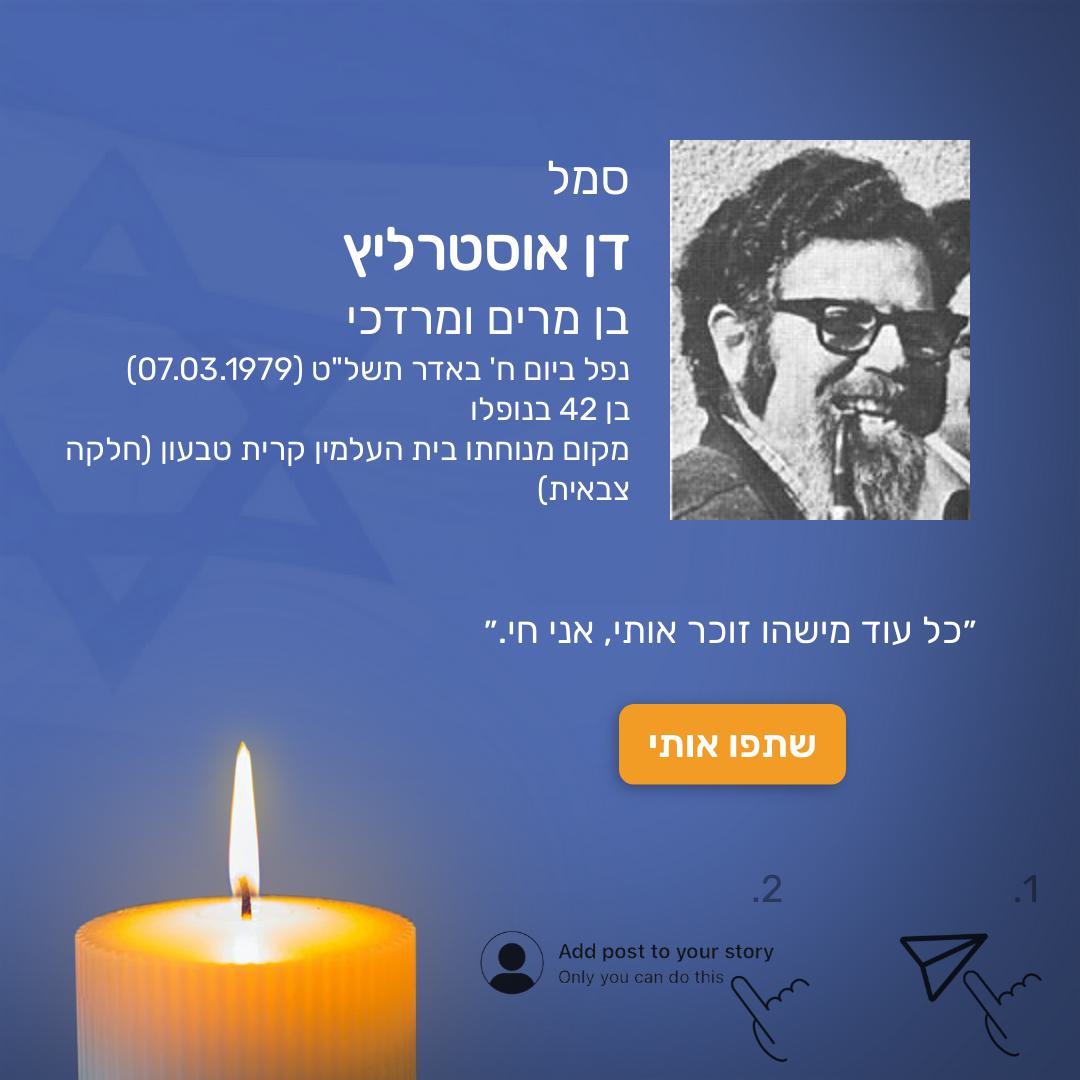 סמל
דן אוסטרליץ
בן מרים ומרדכי
נפל ביום ח' באדר תשל"ט (07.03.1979)
בן 42 בנופלו
מקום מנוחתו בית העלמין קרית טבעון (חלקה
צבאית)
״כל עוד מישהו זוכר אותי, אני חי.״
שתפו אותי
.1
.2
Add post to your story
Only you can do this